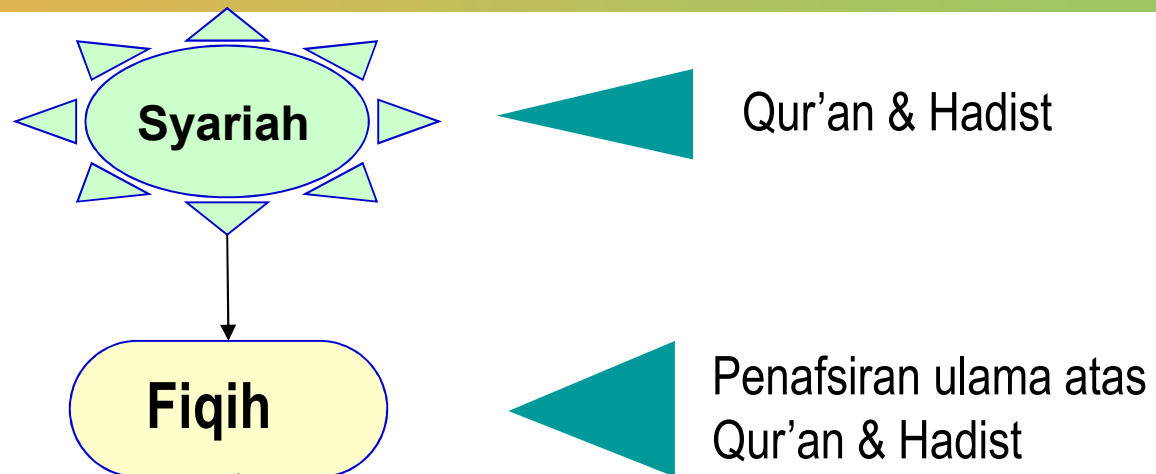 Syariah
Qur’an & Hadist
Fiqih
Penafsiran ulama atas
Qur’an & Hadist